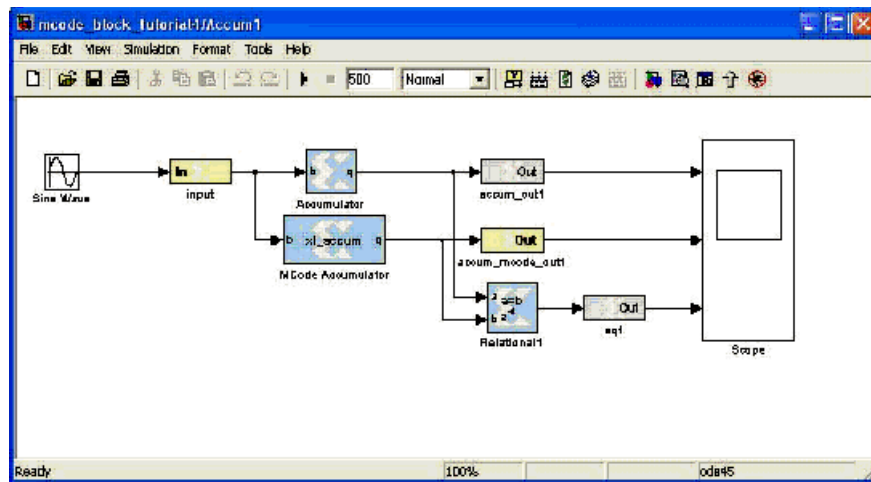 mcode_block_tutorial1/Accum1
File Edit View Simulation Format Tools Help
500 Normal
Sine Wave
In
input
b q
Accumulator
b xl_accum q
MCode Accumulator
Out
accum_out1
Out
accum_mcode_out1
a
a=b
b
Relational1
Out
eq1
Scope
Ready 100% ode45